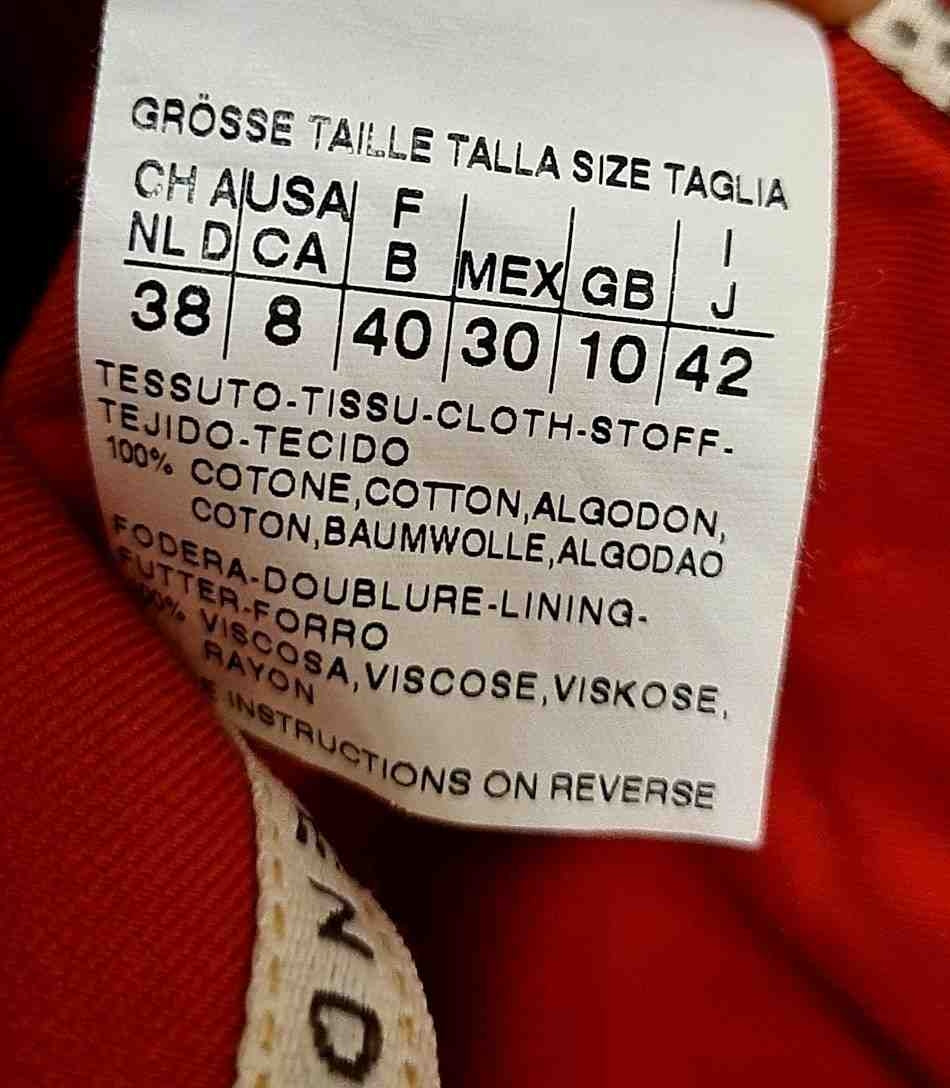 GRÖSSE TAILLE TALLA SIZE TAGLIA
CH A USA F I
NL D CA B MEX GB J
38 8 40 30 10 42
TESSUTO-TISSU-CLOTH-STOFF-
TEJIDO-TECIDO
100% COTONE,COTTON,ALGODON,
COTON,BAUMWOLLE,ALGODAO
FODERA-DOUBLURE-LINING-
FUTTER-FORRO
VISCOSA,VISCOSE,VISKOSE,
RAYON
INSTRUCTIONS ON REVERSE
NO